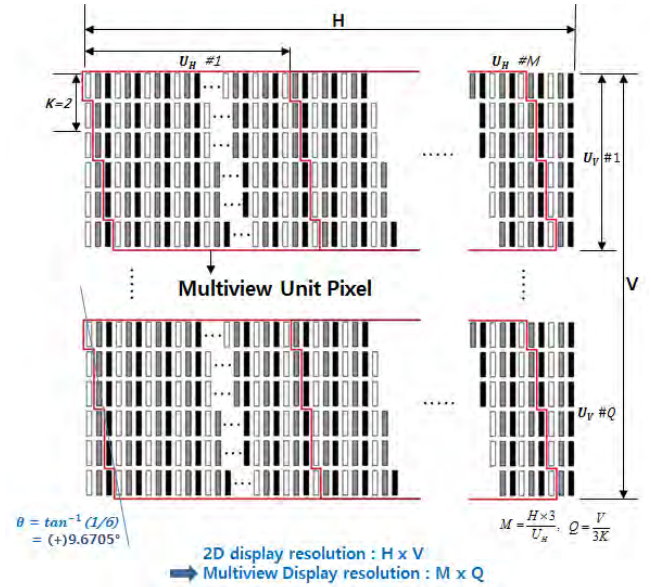 H
U_H #1
U_H #M
K=2
U_V #1
Multiview Unit Pixel
V
U_V #Q
θ = tan⁻¹ (1/6)
= (+)9.6705°
M = H×3/U_H, Q = V/3K
2D display resolution : H x V
Multiview Display resolution : M x Q